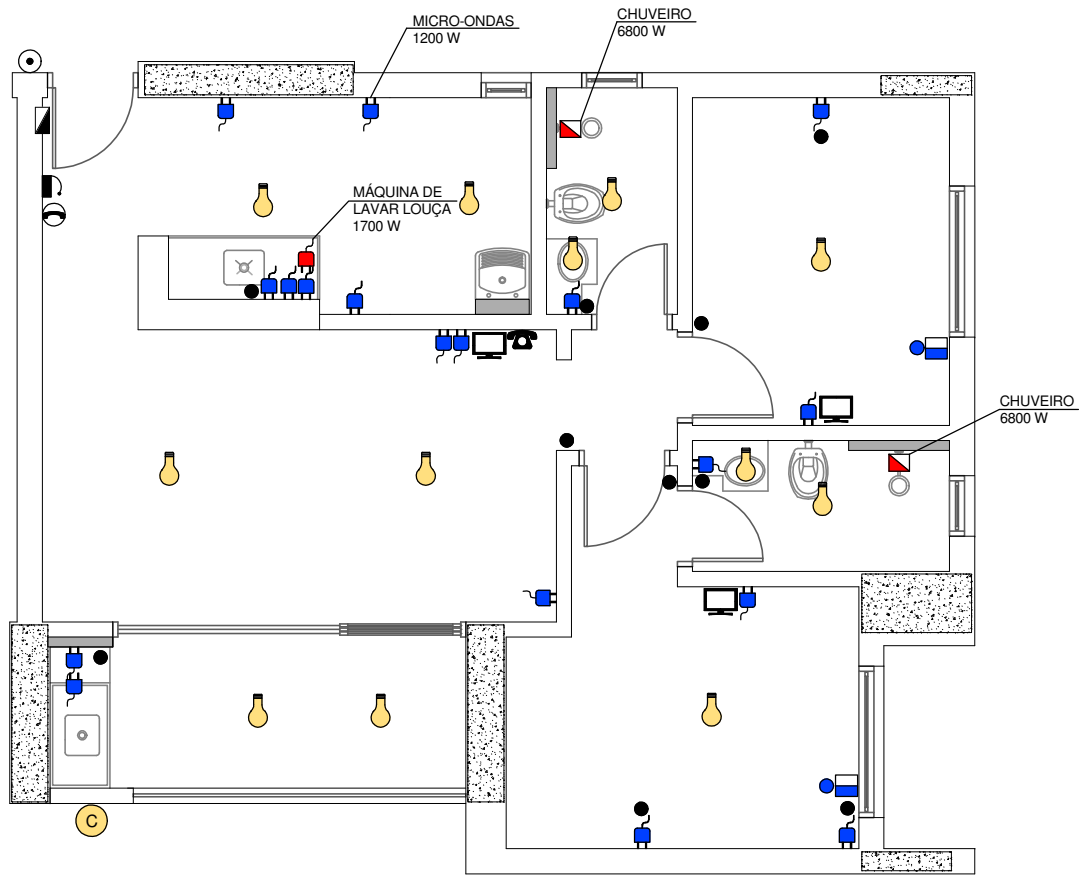 MICRO-ONDAS
1200 W
CHUVEIRO
6800 W
MÁQUINA DE
LAVAR LOUÇA
1700 W
CHUVEIRO
6800 W
C